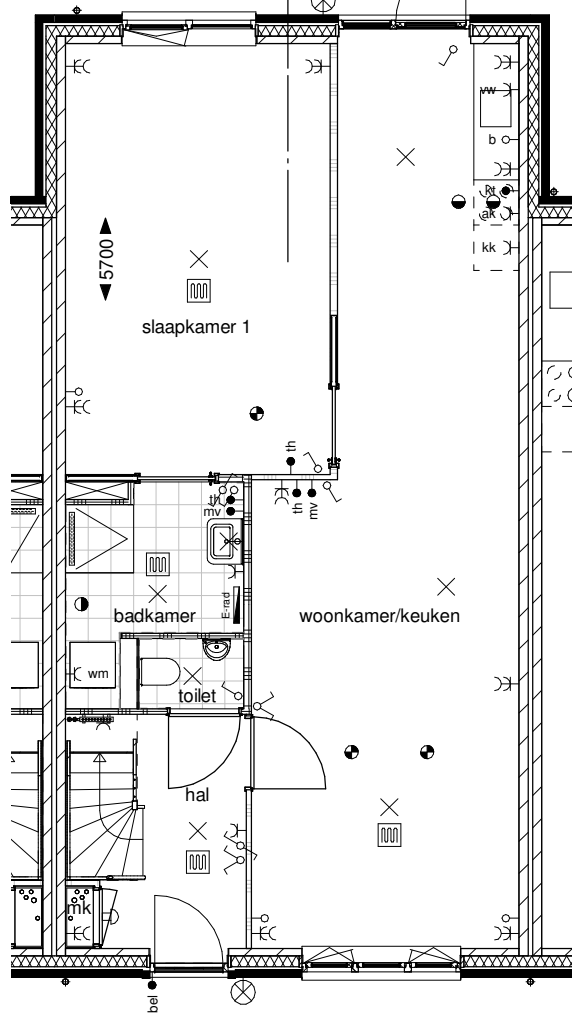 vw
b
kt
ak
kk
5700
slaapkamer 1
th
th
mv
th
mv
E-rad
badkamer
woonkamer/keuken
wm
toilet
hal
mk
bel